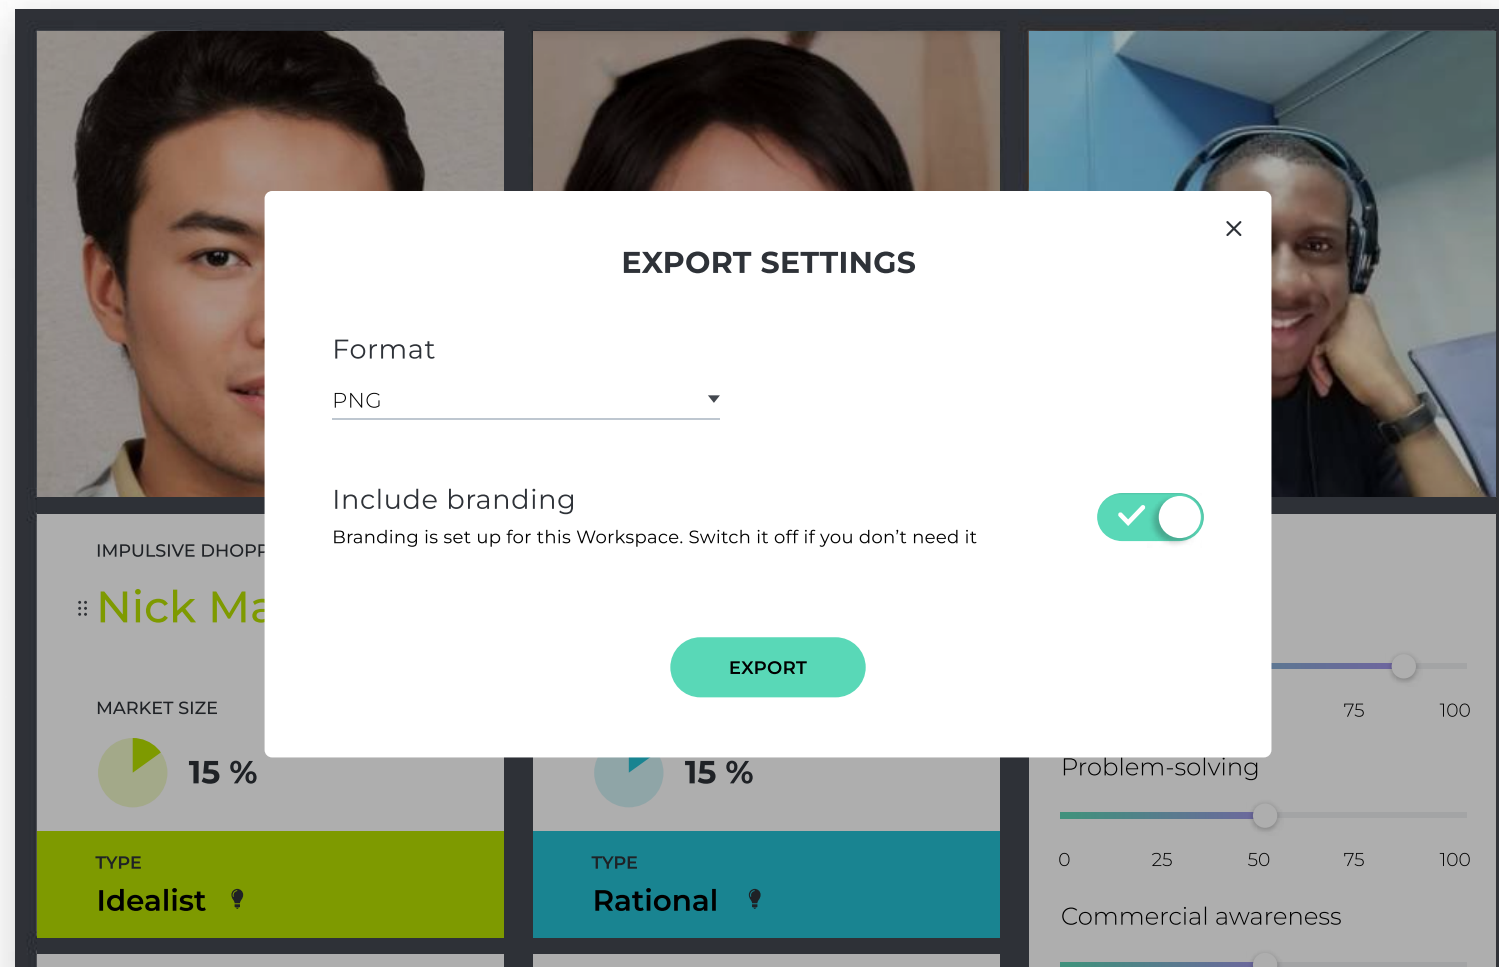 EXPORT SETTINGS
Format
PNG
Include branding
Branding is set up for this Workspace. Switch it off if you don’t need it
EXPORT
IMPULSIVE
Nick
MARKET SIZE
15 %
TYPE
Idealist
15 %
TYPE
Rational
75 100
Problem-solving
0 25 50 75 100
Commercial awareness